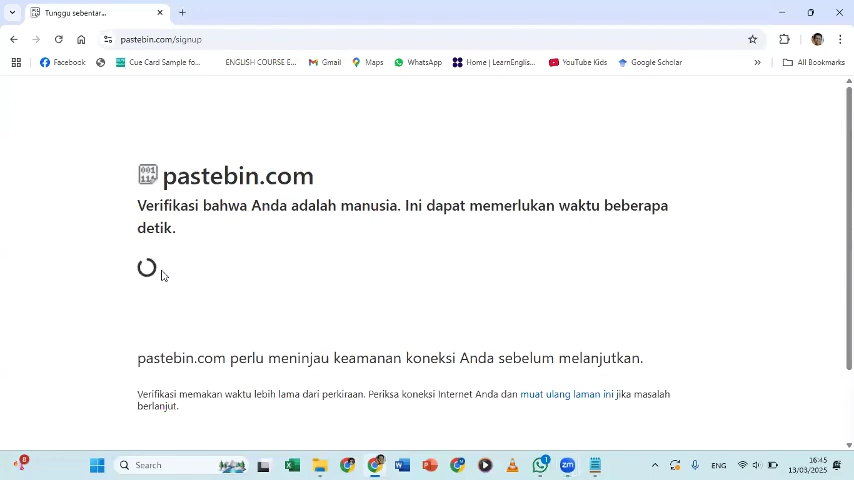 Tunggu sebentar...
pastebin.com/signup
Facebook
Cue Card Sample fo...
ENGLISH COURSE E...
Gmail
Maps
WhatsApp
Home | LearnEnglis...
YouTube Kids
Google Scholar
»
All Bookmarks
pastebin.com
Verifikasi bahwa Anda adalah manusia. Ini dapat memerlukan waktu beberapa
detik.
pastebin.com perlu meninjau keamanan koneksi Anda sebelum melanjutkan.
Verifikasi memakan waktu lebih lama dari perkiraan. Periksa koneksi Internet Anda dan muat ulang laman ini jika masalah
berlanjut.
8
Search
1
zm
ENG
16:45
13/03/2025